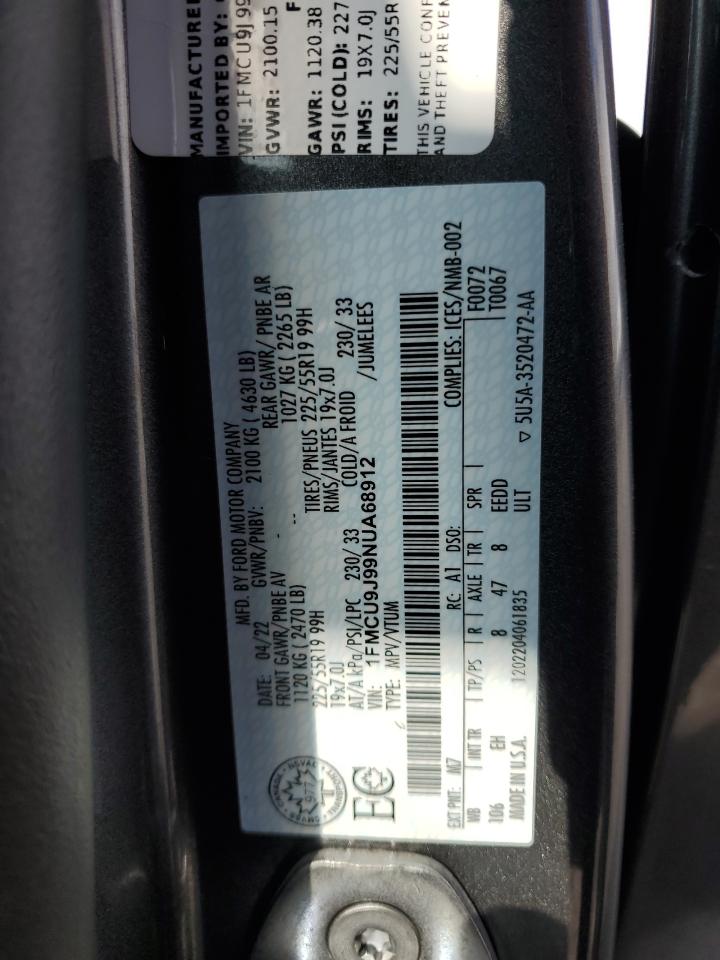 MANUFACTURE
IMPORTED BY:
VIN: 1FMCU9J99
GVWR: 2100.15
GAWR: 1120.38
PSI (COLD): 227
RIMS: 19X7.0J
TIRES: 225/55R
THIS VEHICLE CONF
AND THEFT PREVEN
MFD. BY FORD MOTOR COMPANY
DATE: 04/22 GVWR/PNBV: 2100 KG ( 4630 LB)
FRONT GAWR/PNBE AV REAR GAWR/ PNBE AR
1120 KG ( 2470 LB) - 1027 KG ( 2265 LB)
225/55R19 99H -- TIRES/PNEUS 225/55R19 99H
19x7.0J RIMS/JANTES 19x7.0J
AT/A kPa/PSI/LPC 230/ 33 COLD/A FROID 230/ 33
VIN: 1FMCU9J99NUA68912 /JUMELEES
TYPE: MPV/VTUM
CANADA NSVAC CMVSS
977
EC
COMPLIES: ICES/NMB-002
EXT PNT: M7 RC: A1 DSO: F0072
WB INT TR TP/PS R AXLE TR SPR T0067
106 EH 8 47 8 EEDD
MADE IN U.S.A. 1202204061835 ULT ▽ 5U5A-3520472-AA